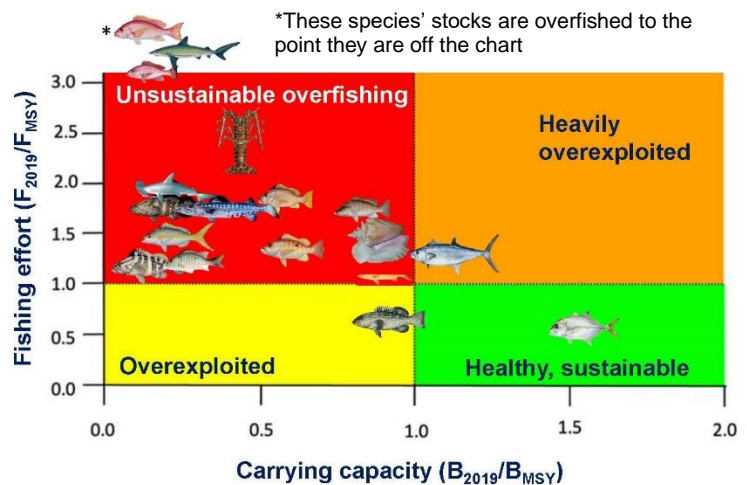 *These species’ stocks are overfished to the
point they are off the chart
*
3.0
Unsustainable overfishing
2.5
Heavily
overexploited
2.0
1.5
1.0
0.5
Overexploited
Healthy, sustainable
0.0
Fishing effort (F2019/FMSY)
0.0
0.5
1.0
1.5
2.0
Carrying capacity (B2019/BMSY)